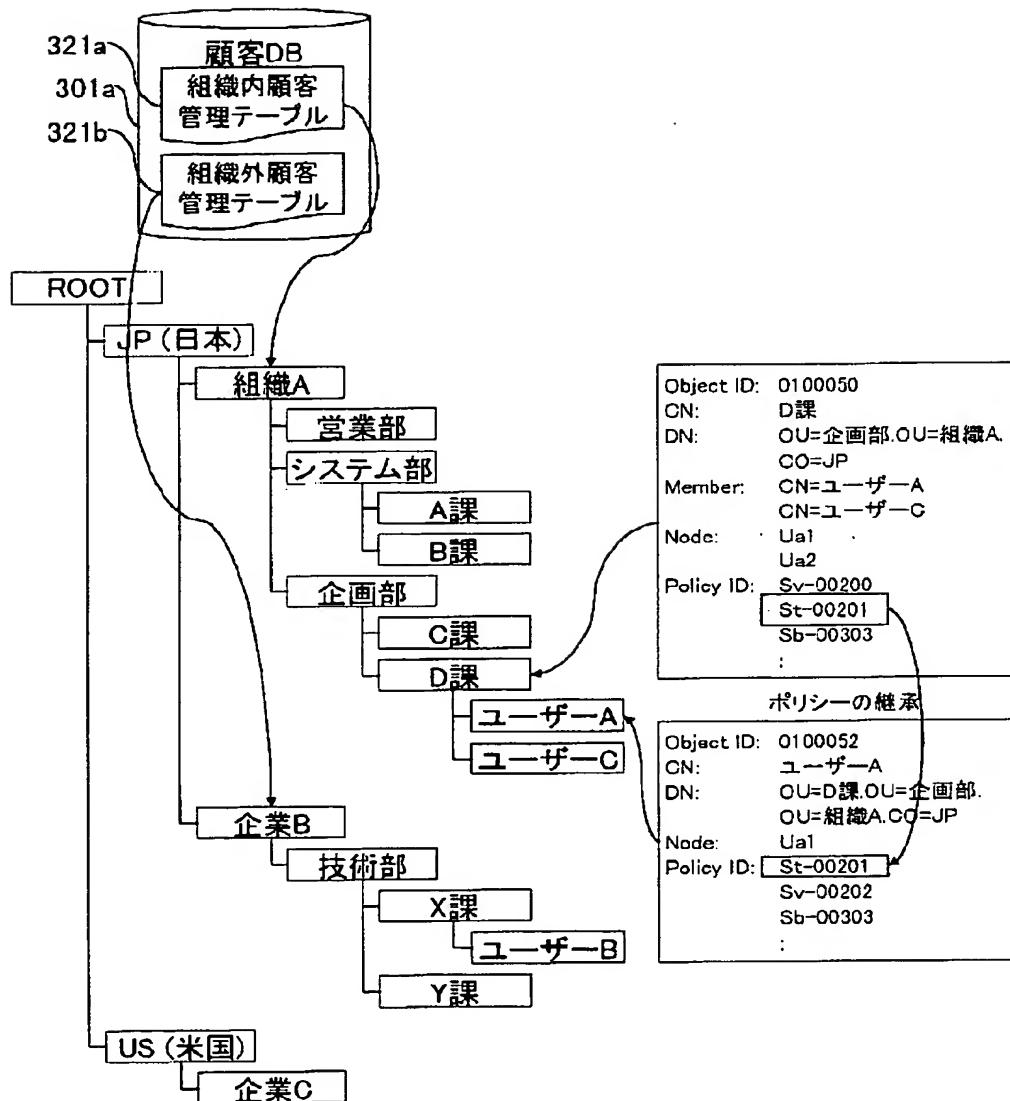 321a
301a
321b
顧客DB
組織内顧客
管理テーブル
組織外顧客
管理テーブル
ROOT
JP(日本)
組織A
営業部
システム部
A課
B課
企画部
C課
D課
ユーザーA
ユーザーC
企業B
技術部
X課
ユーザーB
Y課
US(米国)
企業C
Object ID: 0100050
CN: D課
DN: OU=企画部.OU=組織A.
CO=JP
Member: CN=ユーザーA
CN=ユーザーC
Node: Ua1
Ua2
Policy ID: Sv-00200
St-00201
Sb-00303
:
ポリシーの継承
Object ID: 0100052
CN: ユーザーA
DN: OU=D課.OU=企画部.
OU=組織A.CO=JP
Node: Ua1
Policy ID: St-00201
Sv-00202
Sb-00303
: